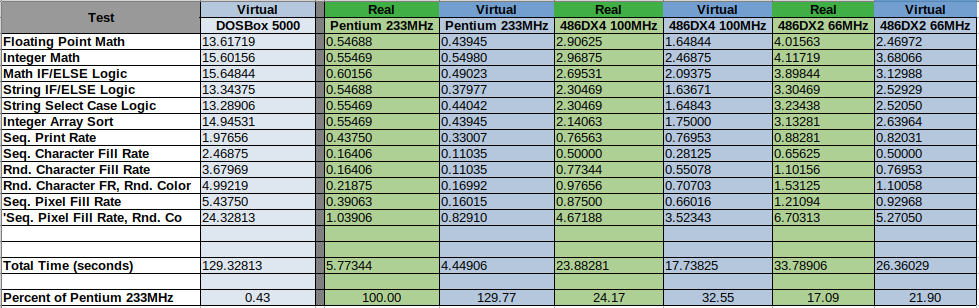 Test Virtual Real Virtual Real Virtual Real Virtual
DOSBox 5000 Pentium 233MHz Pentium 233MHz 486DX4 100MHz 486DX4 100MHz 486DX2 66MHz 486DX2 66MHz
Floating Point Math 13.61719 0.54688 0.43945 2.90625 1.64844 4.01563 2.46972
Integer Math 15.60156 0.55469 0.54980 2.96875 2.46875 4.11719 3.68066
Math IF/ELSE Logic 15.64844 0.60156 0.49023 2.69531 2.09375 3.89844 3.12988
String IF/ELSE Logic 13.34375 0.54688 0.37977 2.30469 1.63671 3.30469 2.52929
String Select Case Logic 13.28906 0.55469 0.44042 2.30469 1.64843 3.23438 2.52050
Integer Array Sort 14.94531 0.55469 0.43945 2.14063 1.75000 3.13281 2.63964
Seq. Print Rate 1.97656 0.43750 0.33007 0.76563 0.76953 0.88281 0.82031
Seq. Character Fill Rate 2.46875 0.16406 0.11035 0.50000 0.28125 0.65625 0.50000
Rnd. Character Fill Rate 3.67969 0.16406 0.11035 0.77344 0.55078 1.10156 0.76953
Rnd. Character FR, Rnd. Color 4.99219 0.21875 0.16992 0.97656 0.70703 1.53125 1.10058
Seq. Pixel Fill Rate 5.43750 0.39063 0.16015 0.87500 0.66016 1.21094 0.92968
'Seq. Pixel Fill Rate, Rnd. Co 24.32813 1.03906 0.82910 4.67188 3.52343 6.70313 5.27050
Total Time (seconds) 129.32813 5.77344 4.44906 23.88281 17.73825 33.78906 26.36029
Percent of Pentium 233MHz 0.43 100.00 129.77 24.17 32.55 17.09 21.90